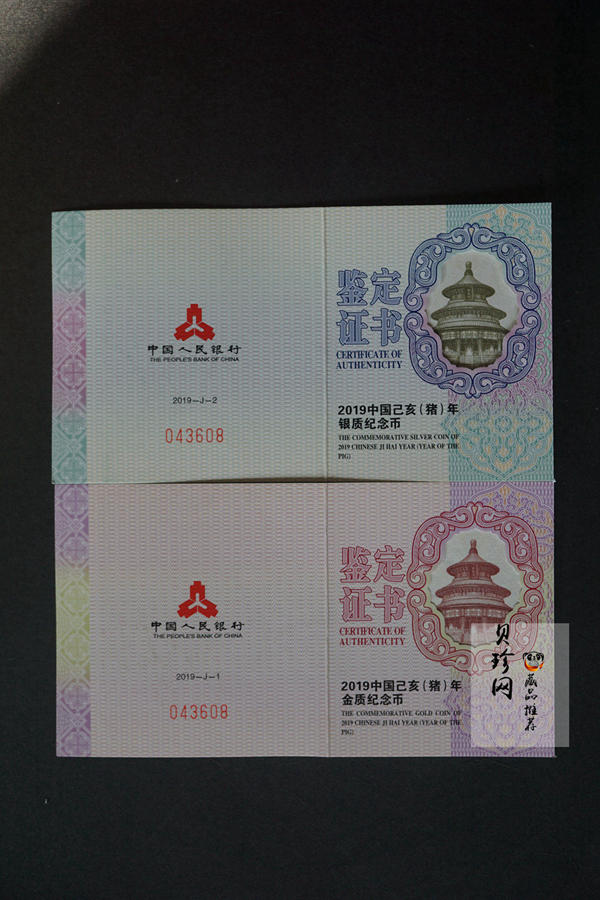 中国人民银行
THE PEOPLE'S BANK OF CHINA
2019-J-2
043608
鉴定
证书
CERTIFICATE OF
AUTHENTICITY
2019中国己亥(猪)年
银质纪念币
THE COMMEMORATIVE SILVER COIN OF
2019 CHINESE JI HAI YEAR (YEAR OF THE
PIG)
中国人民银行
THE PEOPLE'S BANK OF CHINA
2019-J-1
043608
鉴定
证书
CERTIFICATE OF
AUTHENTICITY
2019中国己亥(猪)年
金质纪念币
THE COMMEMORATIVE GOLD COIN OF
2019 CHINESE JI HAI YEAR (YEAR OF THE
PIG)
贝珍网
藏品推荐